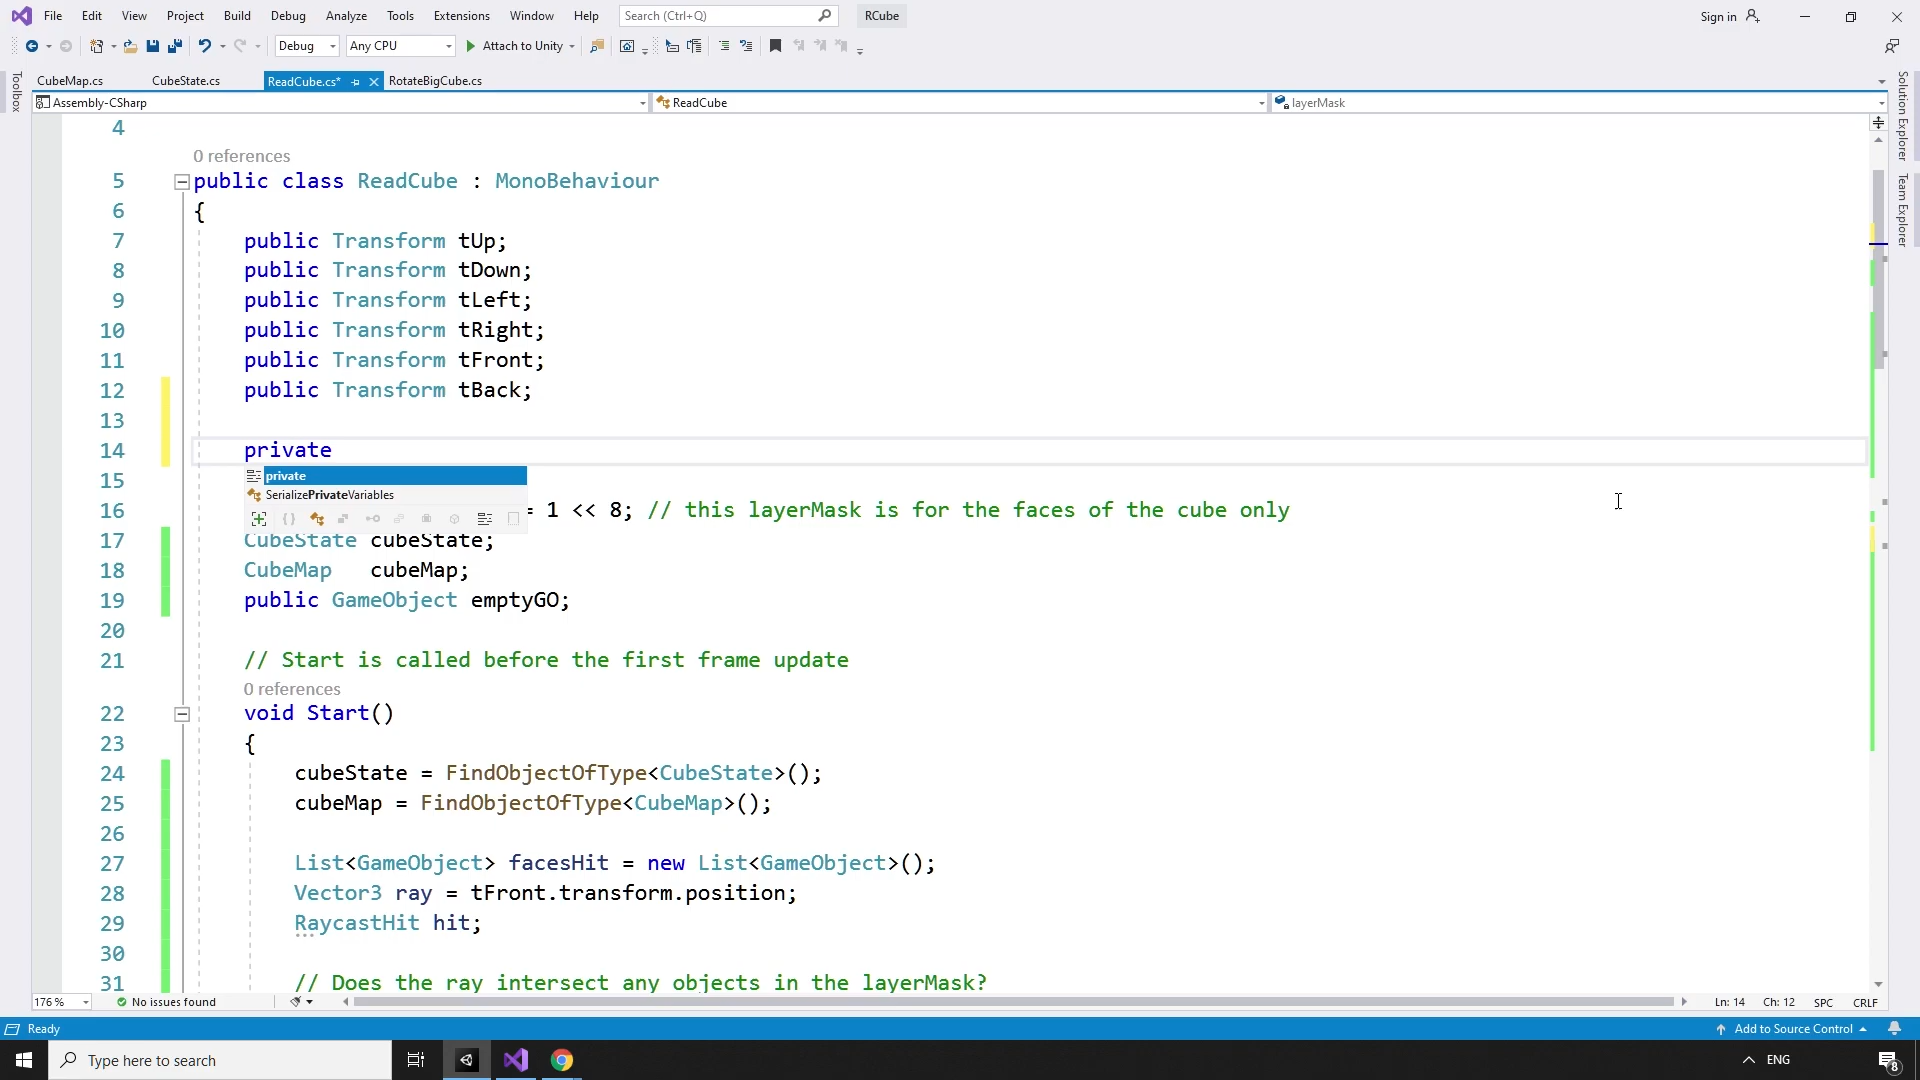 File Edit View Project Build Debug Analyze Tools Extensions Window Help Search (Ctrl+Q) RCube Sign in
Debug Any CPU Attach to Unity
CubeMap.cs CubeState.cs ReadCube.cs* RotateBigCube.cs
Assembly-CSharp ReadCube layerMask
Toolbox
Solution Explorer
Team Explorer
4
0 references
5 public class ReadCube : MonoBehaviour
6 {
7 public Transform tUp;
8 public Transform tDown;
9 public Transform tLeft;
10 public Transform tRight;
11 public Transform tFront;
12 public Transform tBack;
13
14 private
private
SerializePrivateVariables
15
16 = 1 << 8; // this layerMask is for the faces of the cube only
17 CubeState cubeState;
18 CubeMap cubeMap;
19 public GameObject emptyGO;
20
21 // Start is called before the first frame update
0 references
22 void Start()
23 {
24 cubeState = FindObjectOfType<CubeState>();
25 cubeMap = FindObjectOfType<CubeMap>();
26
27 List<GameObject> facesHit = new List<GameObject>();
28 Vector3 ray = tFront.transform.position;
29 RaycastHit hit;
30
31 // Does the ray intersect any objects in the layerMask?
176 % No issues found Ln: 14 Ch: 12 SPC CRLF
Ready Add to Source Control
Type here to search ENG 8